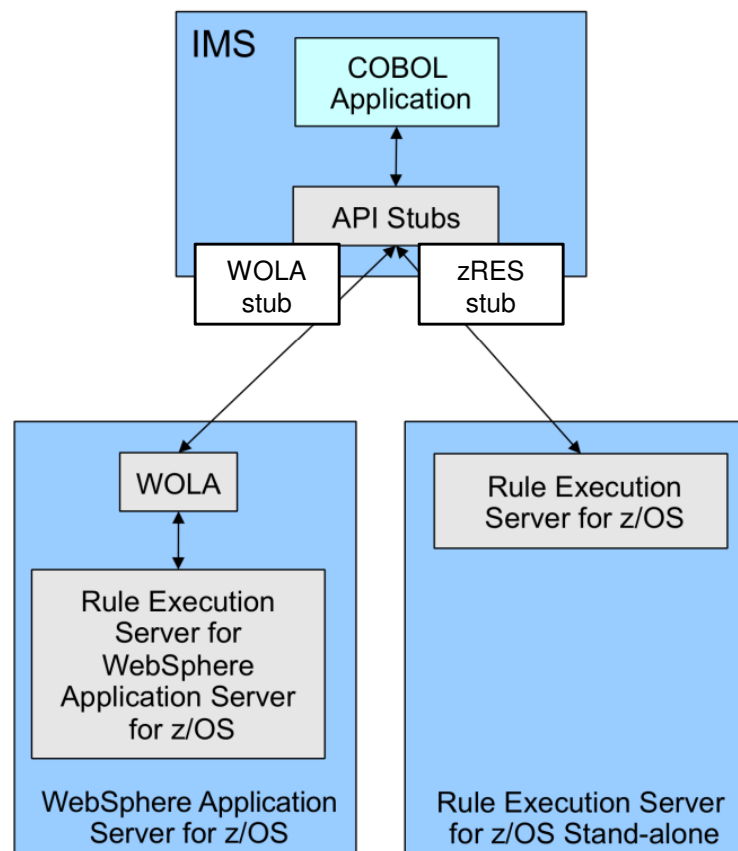 IMS
COBOL
Application
API Stubs
WOLA
stub
zRES
stub
WOLA
Rule Execution
Server for
WebSphere
Application Server
for z/OS
WebSphere Application
Server for z/OS
Rule Execution
Server for z/OS
Rule Execution Server
for z/OS Stand-alone